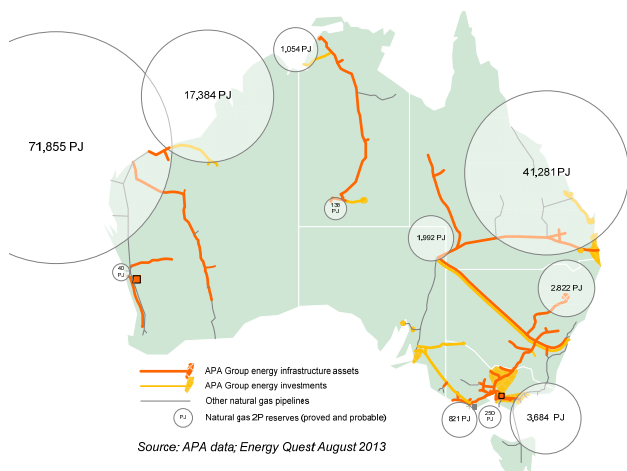 1,054 PJ
17,384 PJ
71,855 PJ
41,281 PJ
138
PJ
1,992 PJ
40
PJ
2.822 PJ
APA Group energy infrastructure assets
APA Group energy investments
Other natural gas pipelines
PJ Natural gas 2P reserves (proved and probable)
821 PJ
250
PJ
3,684 PJ
Source: APA data; Energy Quest August 2013